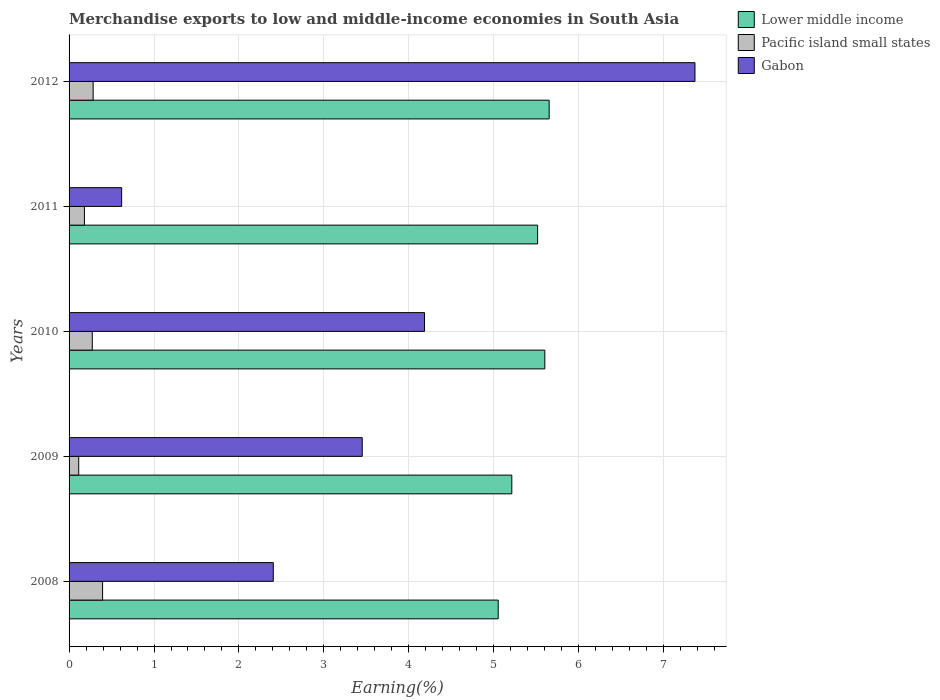 Merchandise exports to low and middle-income economies in South Asia
Lower middle income
Pacific island small states
Gabon
2012
2011
2010
2009
2008
Years
0 1 2 3 4 5 6 7
Earning(%)